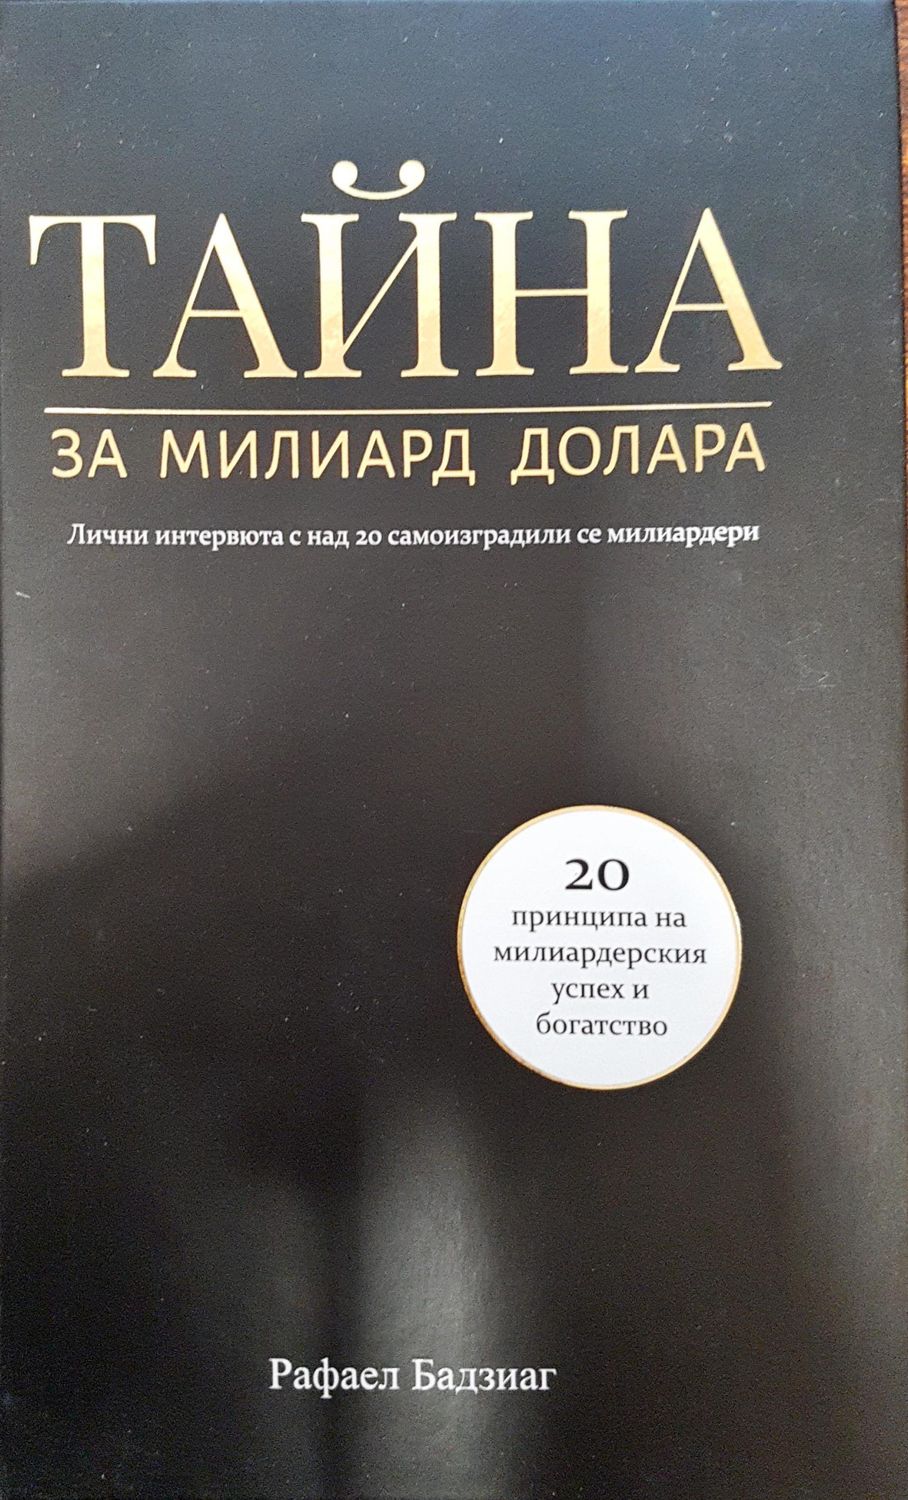 ТАЙНА
ЗА МИЛИАРД ДОЛАРА
Лични интервюта с над 20 самоизградили се милиардери
20
принципа на
милиардерския
успех и
богатство
Рафаел Бадзиаг